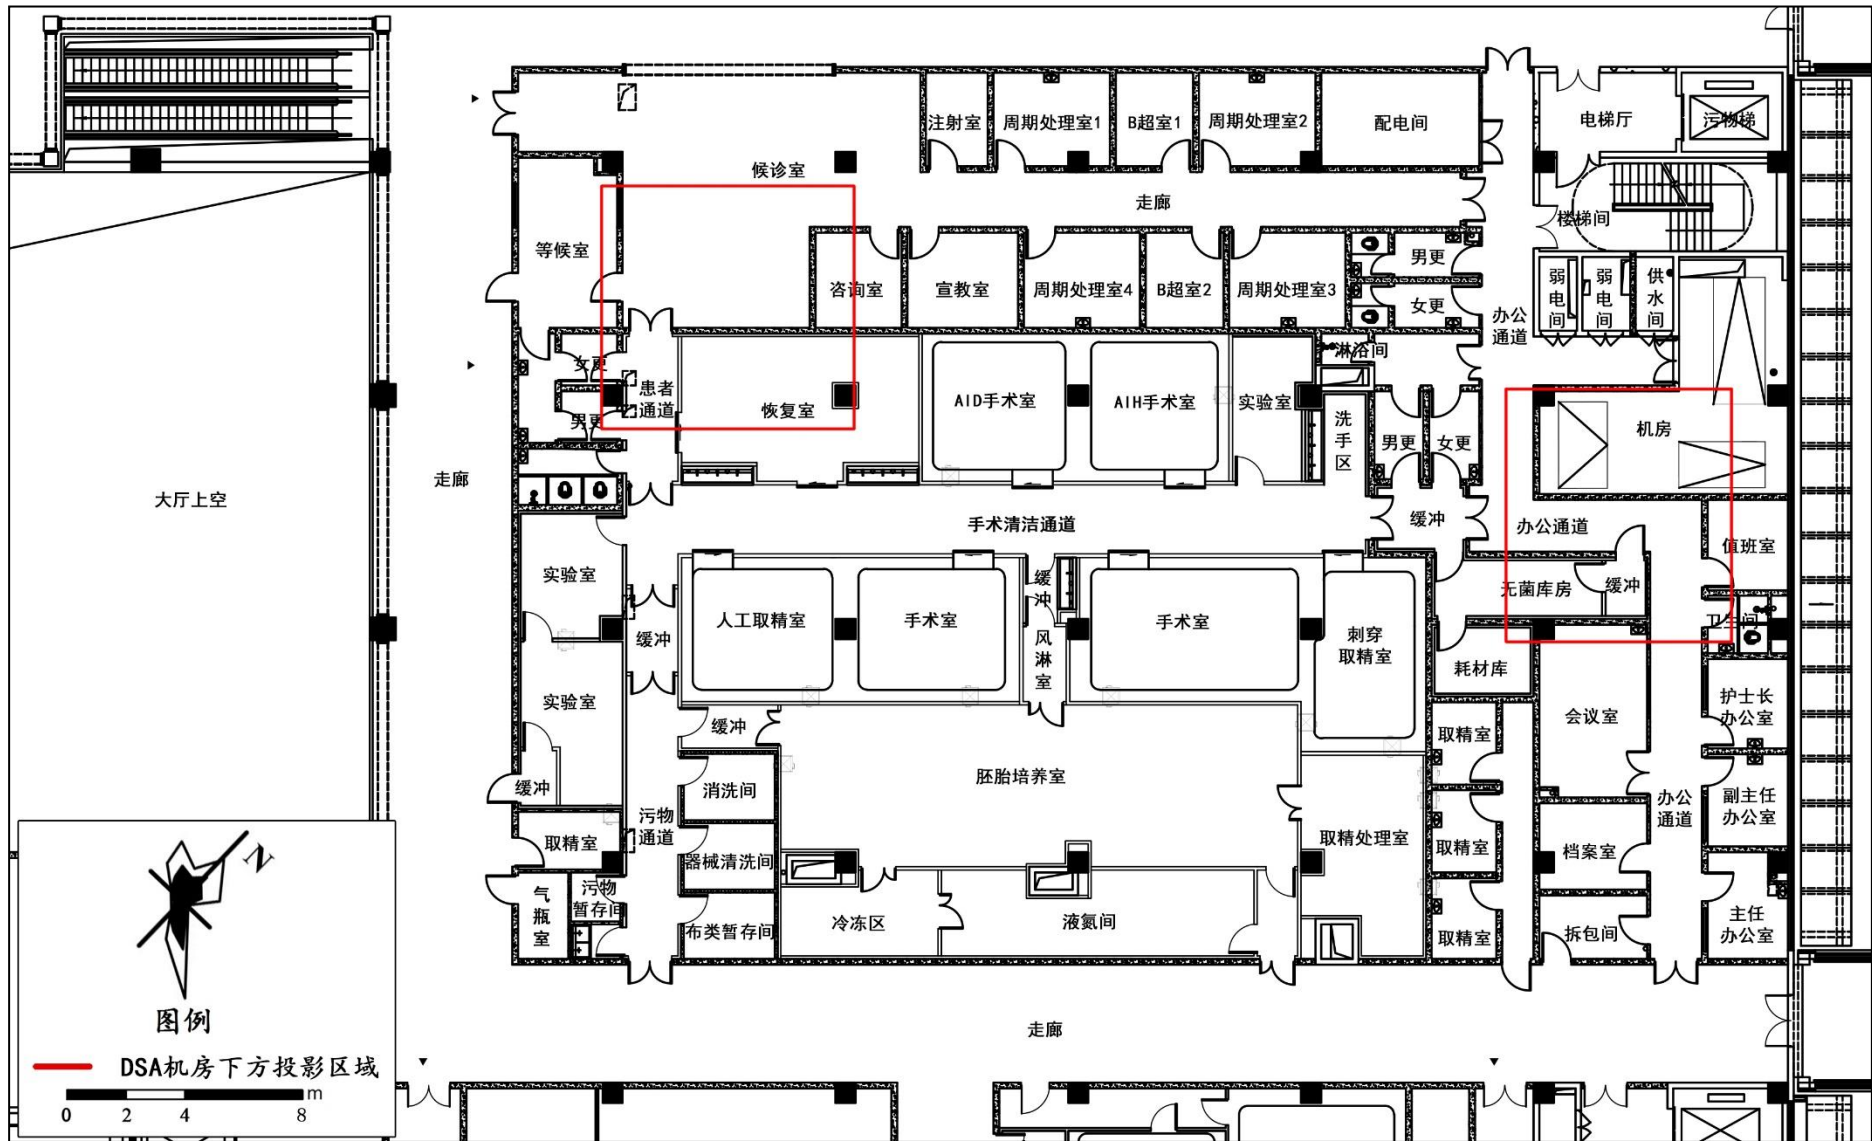 注射室
周期处理室1
B超室1
周期处理室2
配电间
电梯厅
污物梯
候诊室
走廊
楼梯间
等候室
咨询室
宣教室
周期处理室4
B超室2
周期处理室3
男更
女更
办公
通道
弱
电
间
弱
电
间
供
水
间
女更
男更
患者
通道
恢复室
AID手术室
AIH手术室
实验室
淋浴间
洗
手
区
男更
女更
机房
大厅上空
走廊
手术清洁通道
缓冲
办公通道
值班室
实验室
缓冲
人工取精室
手术室
缓
冲
风
淋
室
手术室
刺穿
取精室
无菌库房
缓冲
卫生间
耗材库
实验室
缓冲
缓冲
胚胎培养室
取精室
会议室
护士长
办公室
消洗间
污物
通道
取精室
取精处理室
取精室
办公
通道
副主任
办公室
器械清洗间
档案室
气
瓶
室
污物
暂存间
布类暂存间
冷冻区
液氮间
取精室
拆包间
主任
办公室
走廊
N
图例
DSA机房下方投影区域
m
0 2 4 8